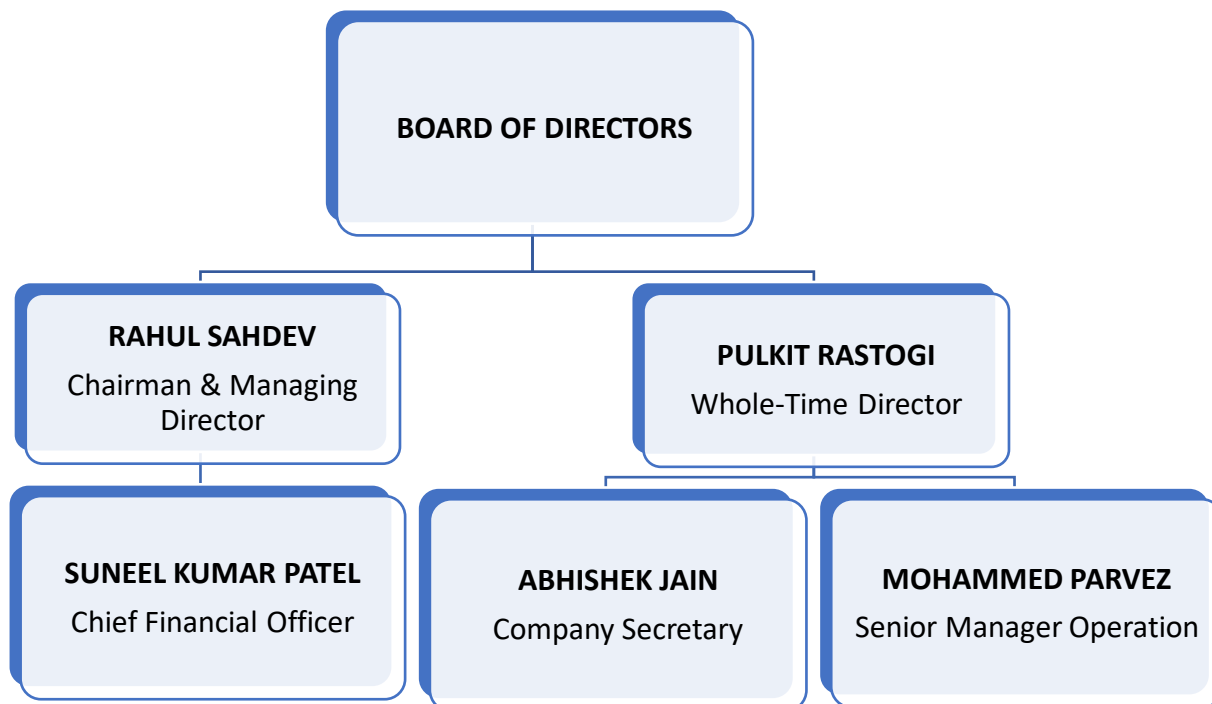 BOARD OF DIRECTORS
RAHUL SAHDEV
Chairman & Managing
Director
PULKIT RASTOGI
Whole-Time Director
SUNEEL KUMAR PATEL
Chief Financial Officer
ABHISHEK JAIN
Company Secretary
MOHAMMED PARVEZ
Senior Manager Operation